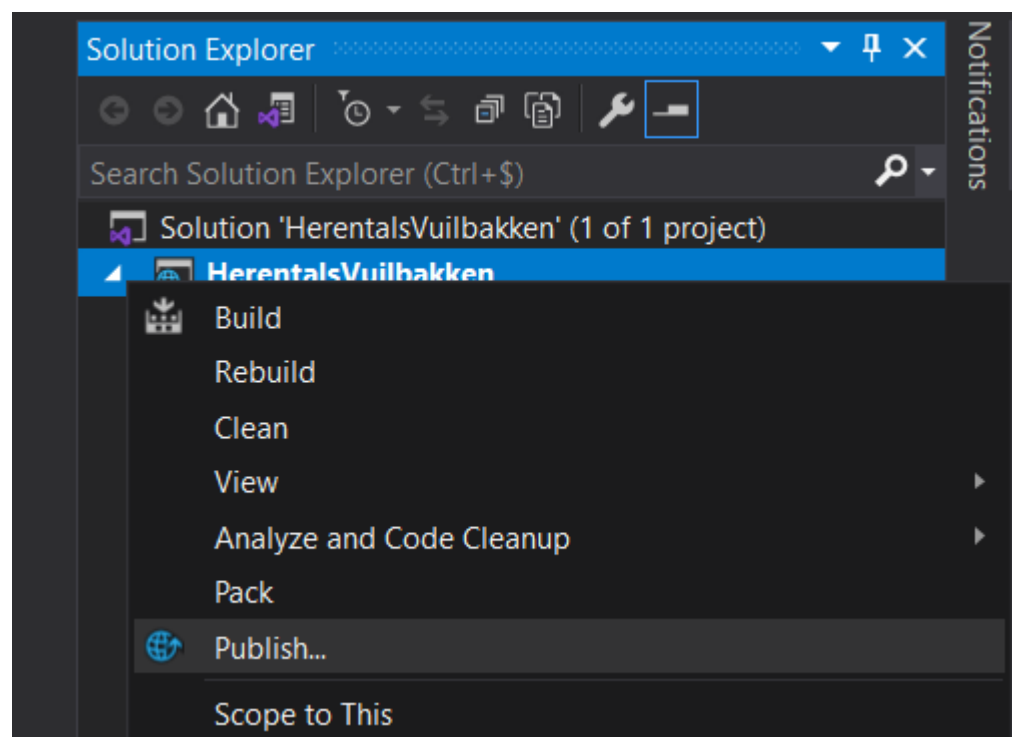 Solution Explorer
Notifications
Search Solution Explorer (Ctrl+$)
Solution 'HerentalsVuilbakken' (1 of 1 project)
HerentalsVuilbakken
Build
Rebuild
Clean
View
Analyze and Code Cleanup
Pack
Publish...
Scope to This